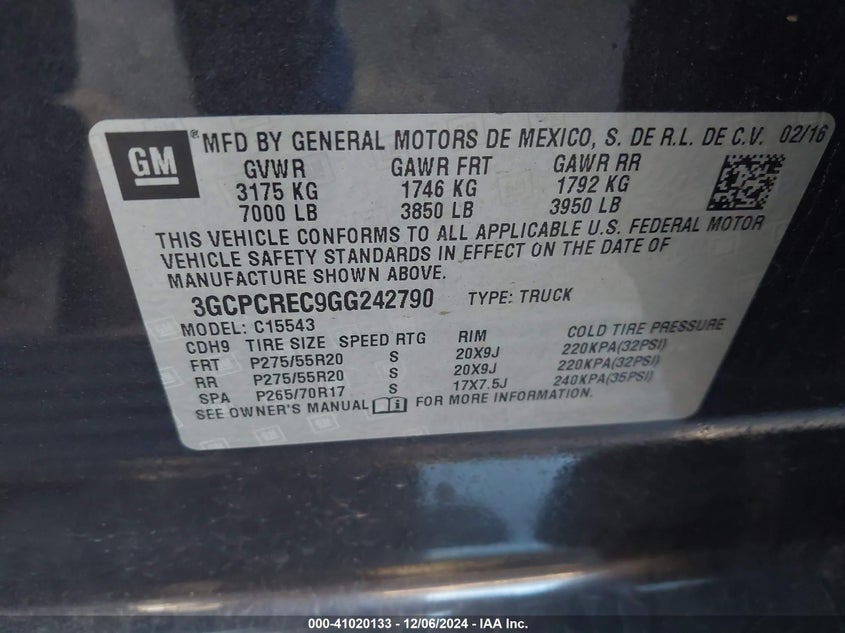 GM ® MFD BY GENERAL MOTORS DE MEXICO, S. DE R.L. DE C.V. 02/16
GVWR GAWR FRT GAWR RR
3175 KG 1746 KG 1792 KG
7000 LB 3850 LB 3950 LB
THIS VEHICLE CONFORMS TO ALL APPLICABLE U.S. FEDERAL MOTOR
VEHICLE SAFETY STANDARDS IN EFFECT ON THE DATE OF
MANUFACTURE SHOWN ABOVE.
3GCPCREC9GG242790 TYPE: TRUCK
MODEL: C15543
CDH9 TIRE SIZE SPEED RTG RIM COLD TIRE PRESSURE
FRT P275/55R20 S 20X9J 220KPA(32PSI)
RR P275/55R20 S 20X9J 220KPA(32PSI)
SPA P265/70R17 S 17X7.5J 240KPA(35PSI)
SEE OWNER'S MANUAL FOR MORE INFORMATION.
000-41020133 - 12/06/2024 - IAA Inc.